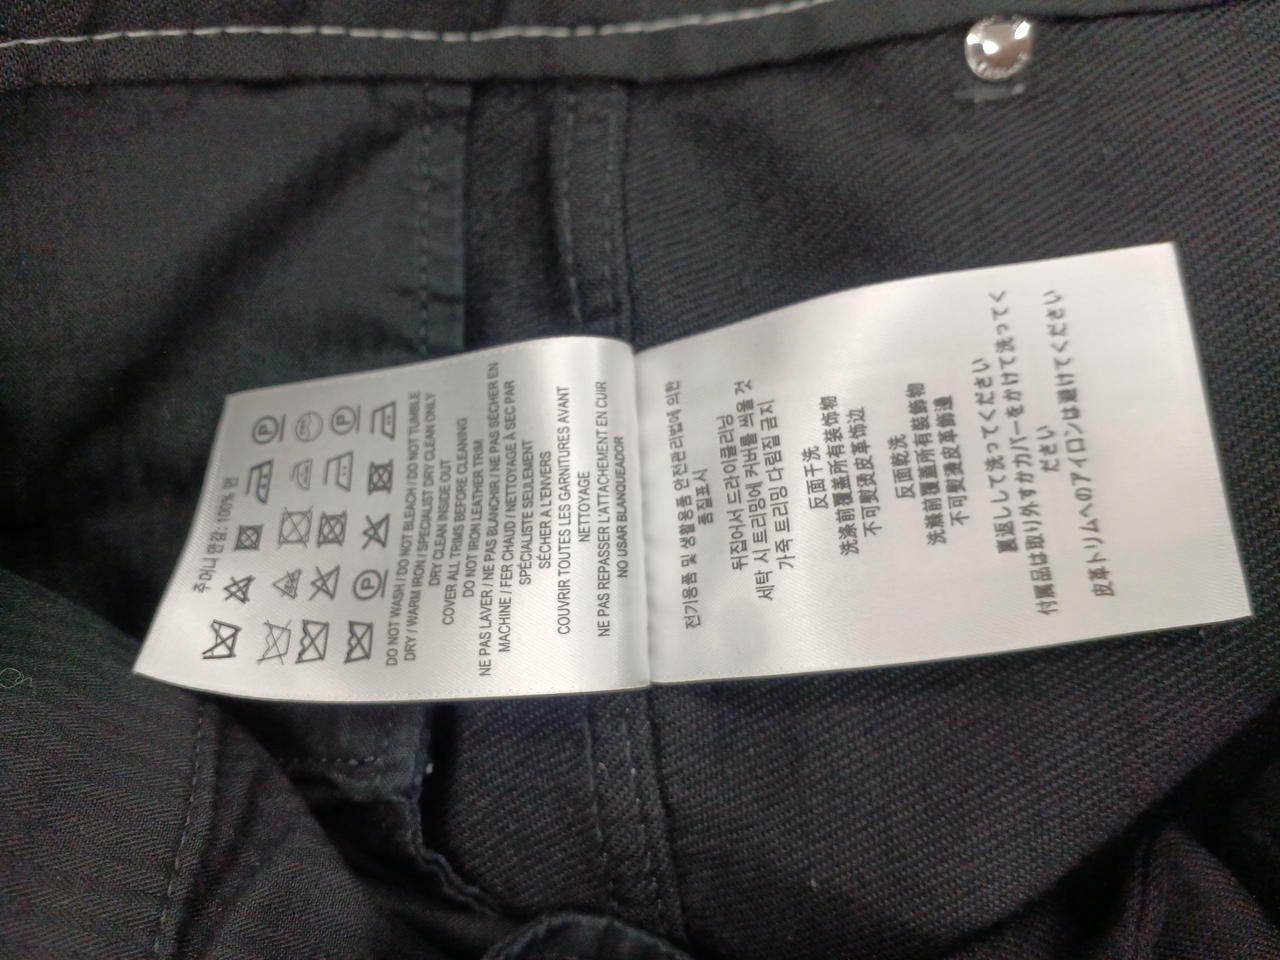 주머니 안감: 100% 면
DO NOT WASH / DO NOT BLEACH / DO NOT TUMBLE
DRY / WARM IRON / SPECIALIST DRY CLEAN ONLY
DRY CLEAN INSIDE OUT
COVER ALL TRIMS BEFORE CLEANING
DO NOT IRON LEATHER TRIM
NE PAS LAVER / NE PAS BLANCHIR / NE PAS SÉCHER EN
MACHINE / FER CHAUD / NETTOYAGE À SEC PAR
SPÉCIALISTE SEULEMENT
SÉCHER À L'ENVERS
COUVRIR TOUTES LES GARNITURES AVANT
NETTOYAGE
NE PAS REPASSER L'ATTACHEMENT EN CUIR
NO USAR BLANQUEADOR
전기용품 및 생활용품 안전관리법에 의한
품질표시
뒤집어서 드라이클리닝
세탁 시 트리밍에 커버를 씌울 것
가죽 트리밍 다림질 금지
反面干洗
洗涤前覆盖所有装饰物
不可熨烫皮革饰边
反面乾洗
洗滌前覆蓋所有裝飾物
不可熨燙皮革飾邊
裏返しして洗ってください
付属品は取り外すかカバーをかけて洗ってく
ださい
皮革トリムへのアイロンは避けてください